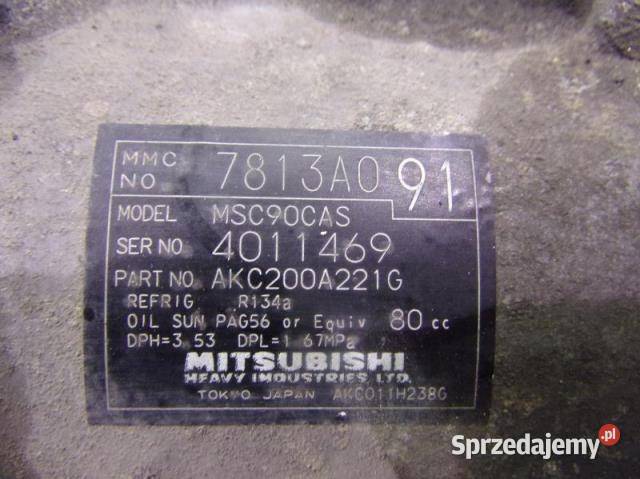 MMC NO 7813A0 91
MODEL MSC90CAS
SER NO 4011469
PART NO AKC200A221G
REFRIG R134a
OIL SUN PAG56 or Equiv 80 cc
DPH=3.53 DPL=1.67MPa
MITSUBISHI
HEAVY INDUSTRIES, LTD.
TOKYO JAPAN AKC011H238G
Sprzedajemy.pl